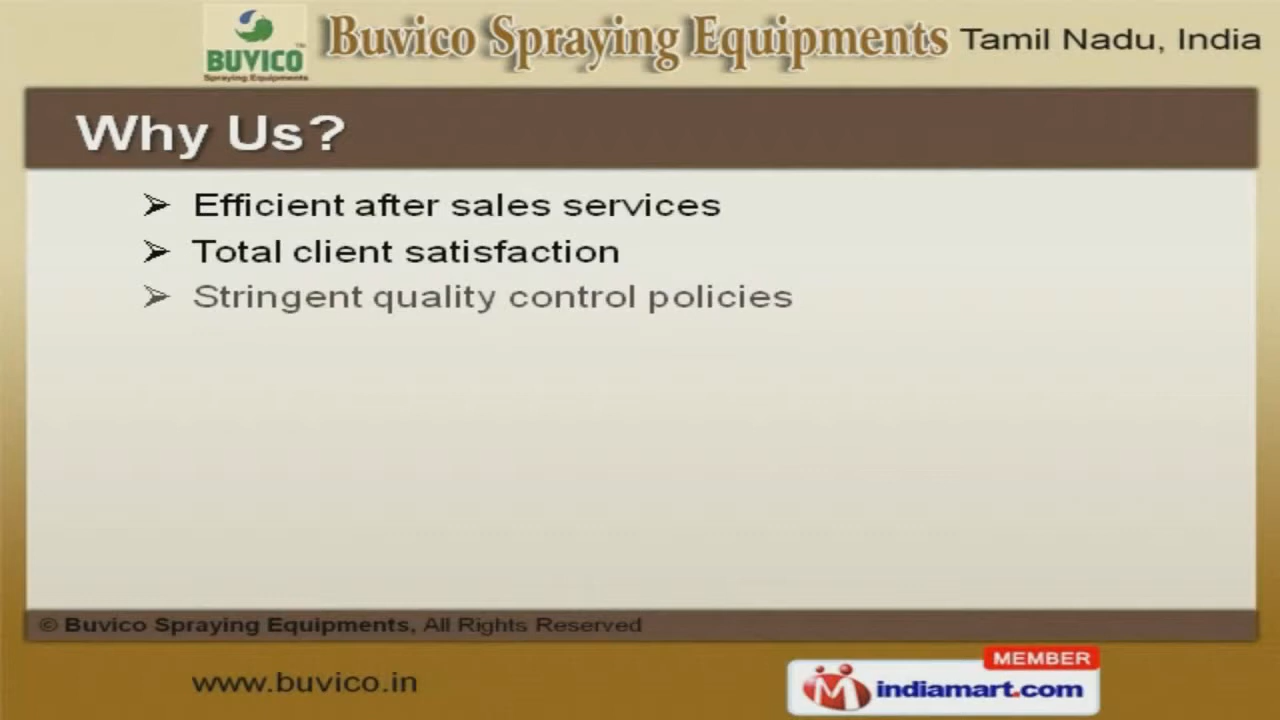 BUVICO™
Spraying Equipments
Buvico Spraying Equipments
Tamil Nadu, India
Why Us?
➢ Efficient after sales services
➢ Total client satisfaction
➢ Stringent quality control policies
© Buvico Spraying Equipments, All Rights Reserved
www.buvico.in
MEMBER
indiamart.com